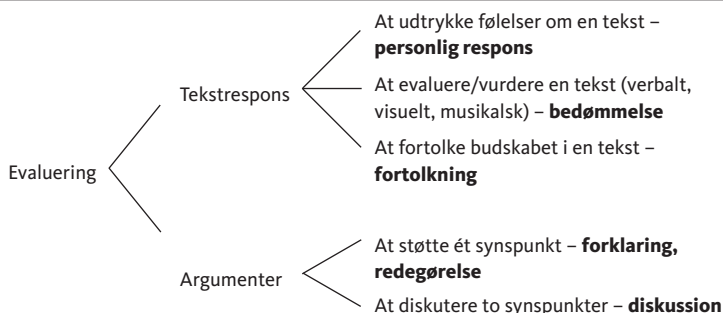 At udtrykke følelser om en tekst –
personlig respons
Tekstrespons
At evaluere/vurdere en tekst (verbalt,
visuelt, musikalsk) – bedømmelse
At fortolke budskabet i en tekst –
fortolkning
Evaluering
At støtte ét synspunkt – forklaring,
redegørelse
Argumenter
At diskutere to synspunkter – diskussion